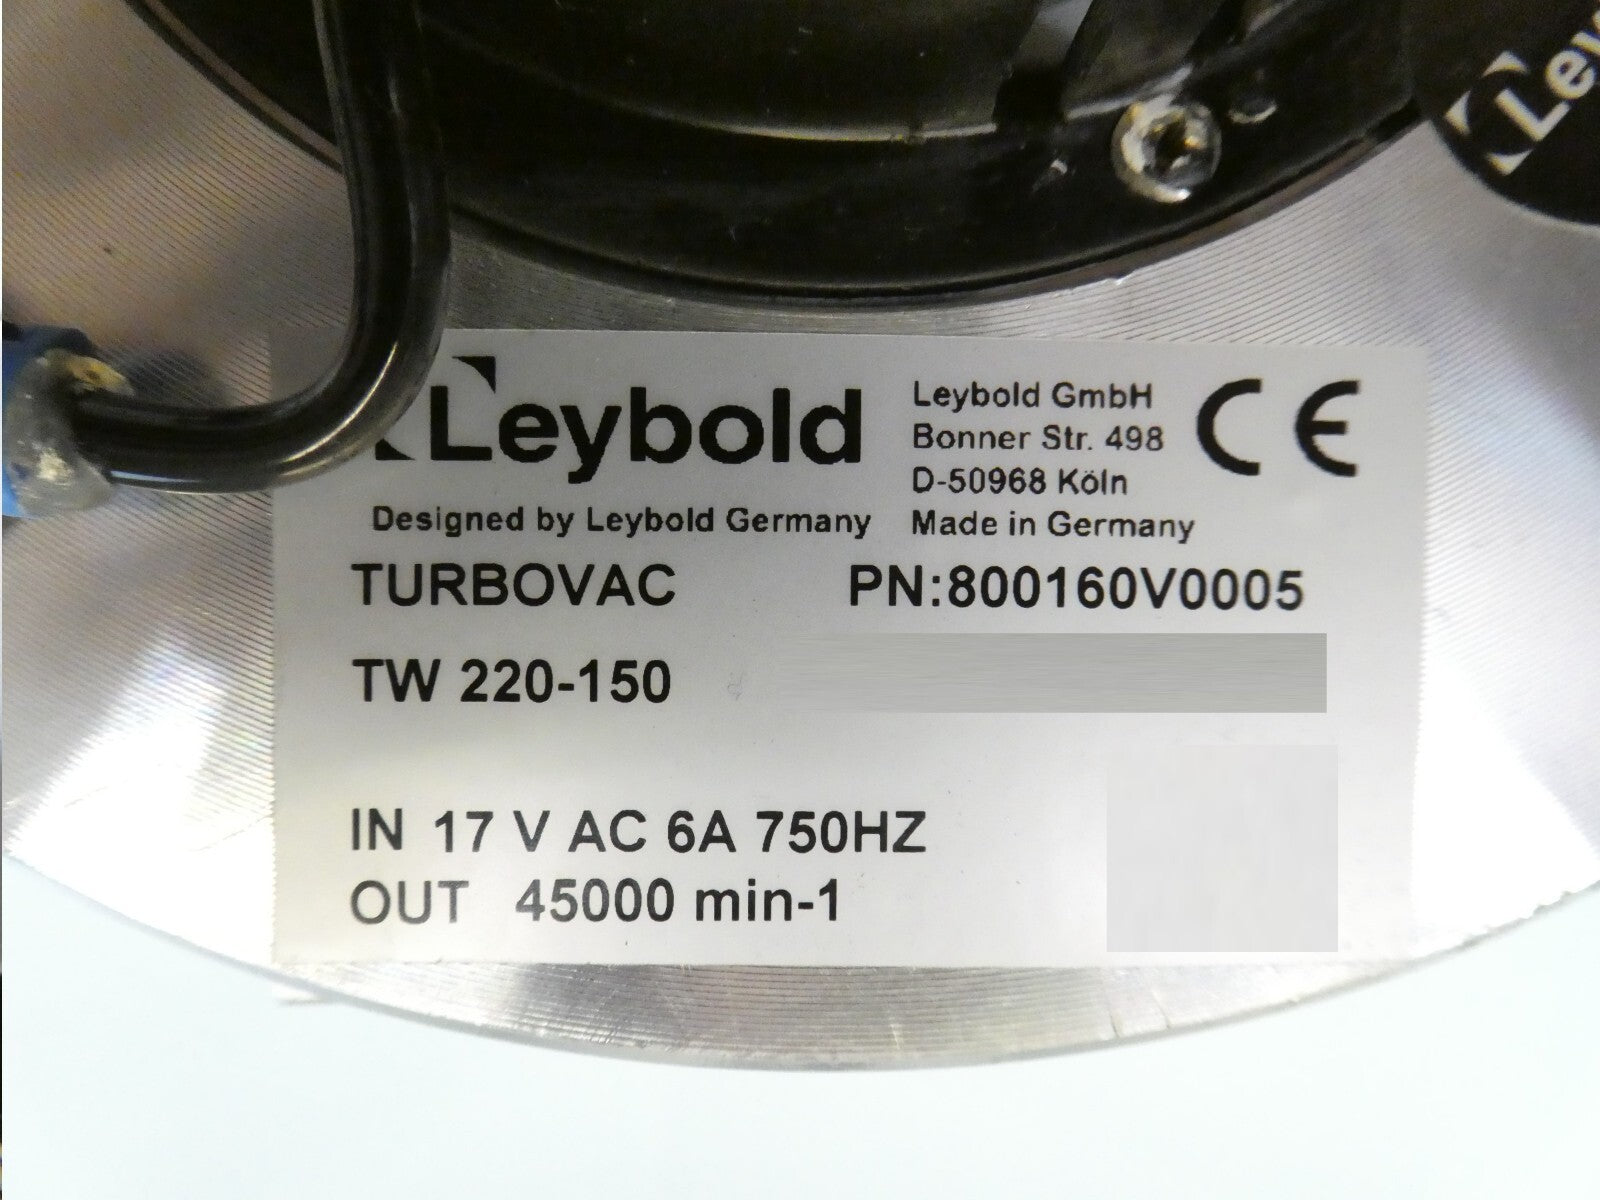 Leybold
Designed by Leybold Germany
Leybold GmbH
Bonner Str. 498
D-50968 Köln
Made in Germany
CE
TURBOVAC
PN:800160V0005
TW 220-150
IN 17 V AC 6A 750HZ
OUT 45000 min-1